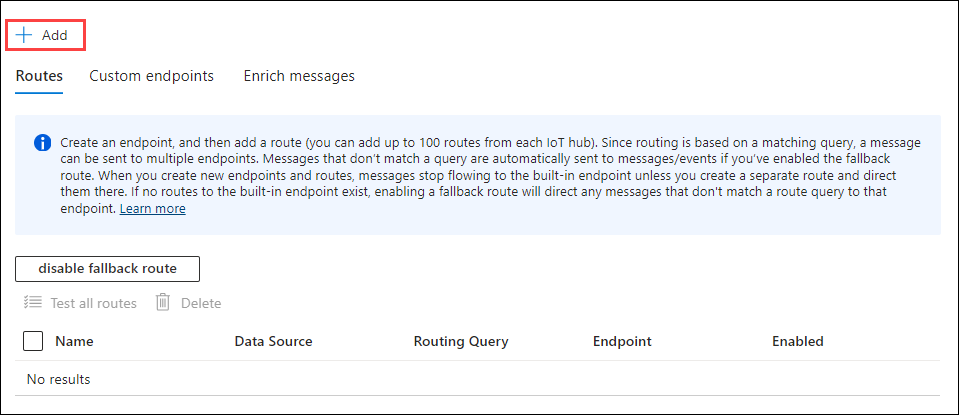 Add
Routes Custom endpoints Enrich messages
Create an endpoint, and then add a route (you can add up to 100 routes from each IoT hub). Since routing is based on a matching query, a message
can be sent to multiple endpoints. Messages that don't match a query are automatically sent to messages/events if you've enabled the fallback
route. When you create new endpoints and routes, messages stop flowing to the built-in endpoint unless you create a separate route and direct
them there. If no routes to the built-in endpoint exist, enabling a fallback route will direct any messages that don't match a route query to that
endpoint. Learn more
disable fallback route
Test all routes Delete
Name Data Source Routing Query Endpoint Enabled
No results